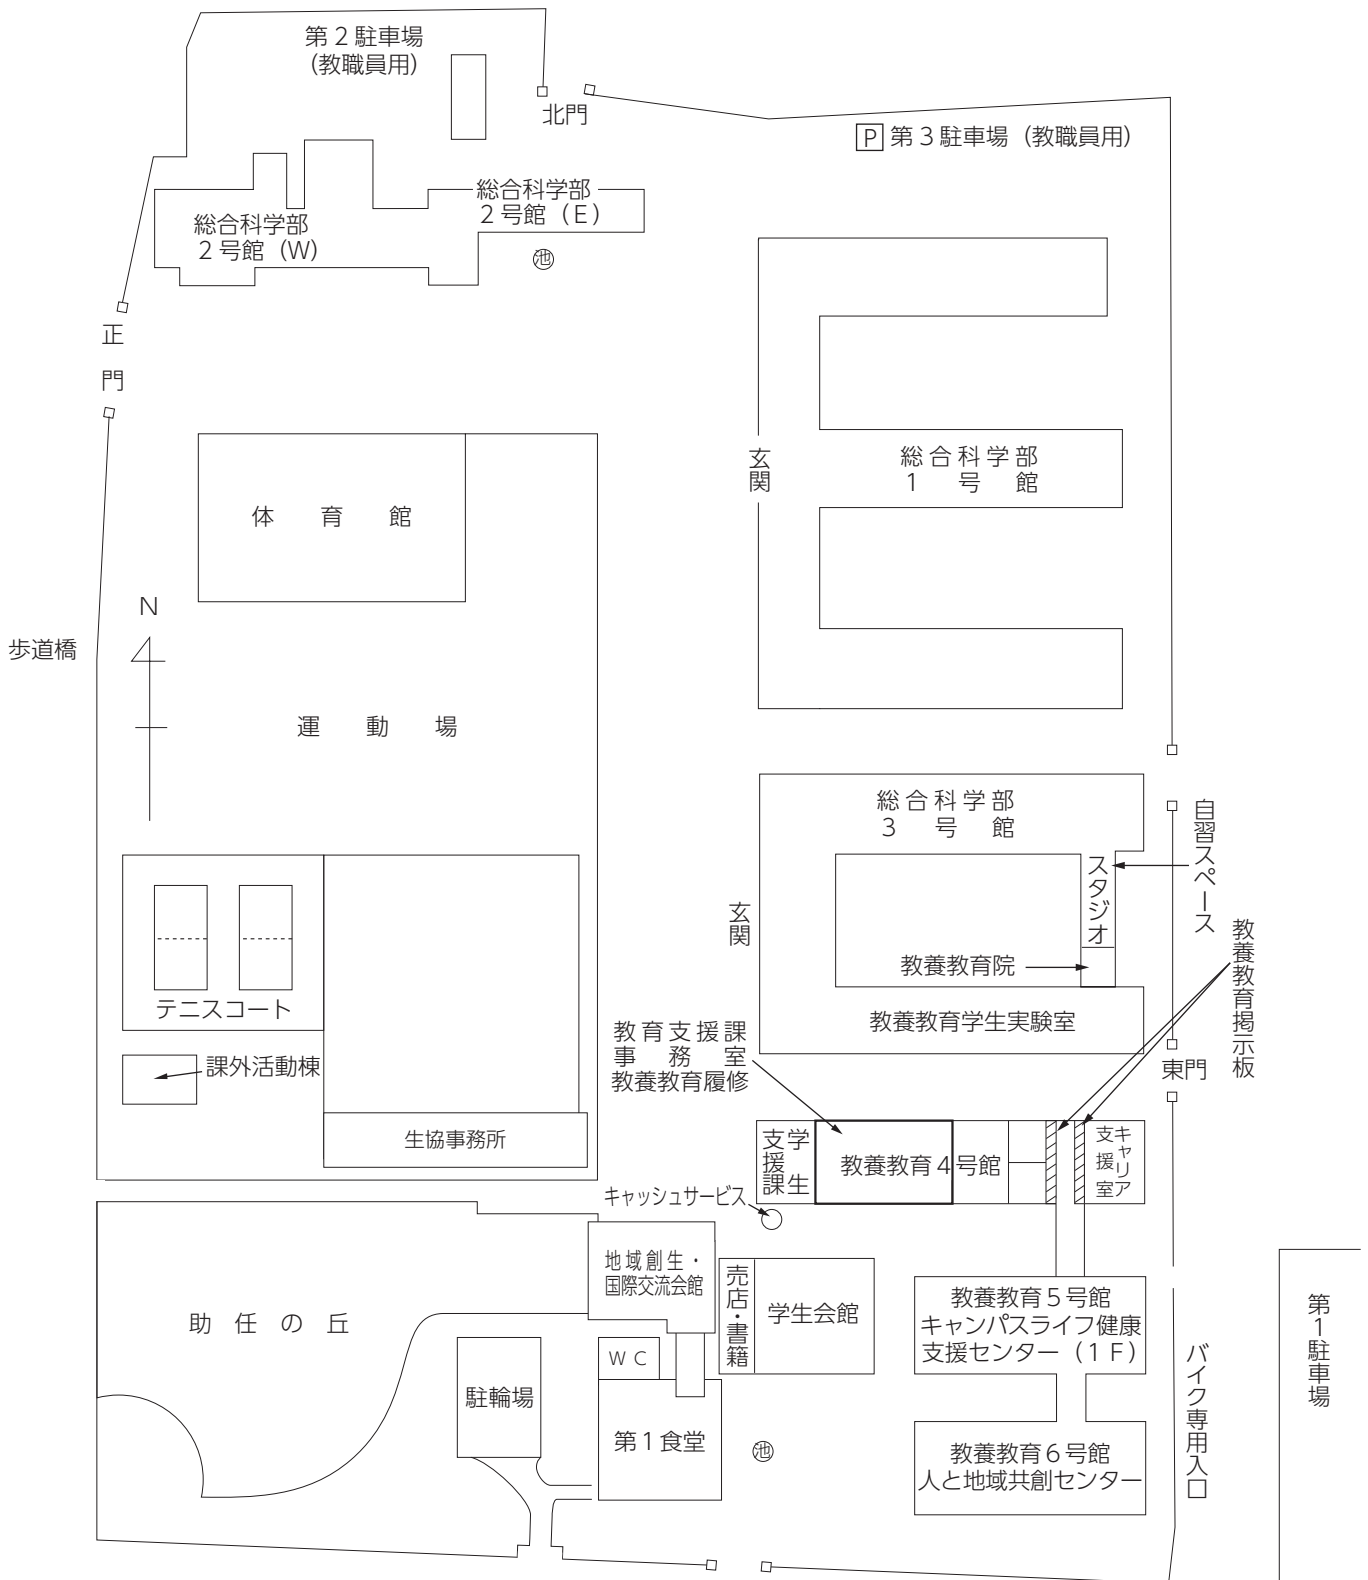 第2駐車場
(教職員用)
北門
P 第3駐車場（教職員用）
総合科学部
2号館（E）
総合科学部
2号館（W）
池
正門
体育館
玄関
総合科学部
1号館
N
歩道橋
運動場
総合科学部
3号館
自習スペース
スタジオ
玄関
教養教育院
教養教育掲示板
テニスコート
教養教育学生実験室
教育支援課
事務室
教養教育履修
課外活動棟
東門
生協事務所
学生
支援課
教養教育4号館
キャリア
支援室
キャッシュサービス
地域創生・
国際交流会館
売店・書籍
学生会館
教養教育5号館
キャンパスライフ健康
支援センター（1F）
第1駐車場
助任の丘
WC
駐輪場
バイク専用入口
第1食堂
池
教養教育6号館
人と地域共創センター